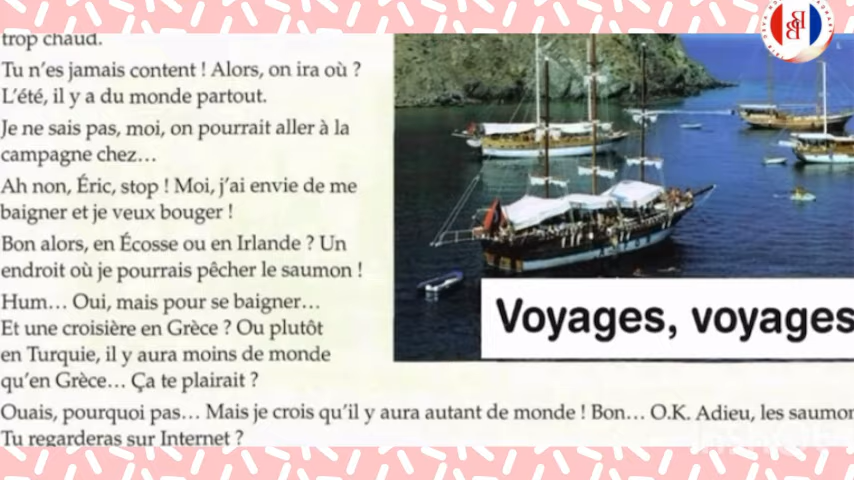 trop chaud.
Tu n'es jamais content ! Alors, on ira où ?
L'été, il y a du monde partout.
Je ne sais pas, moi, on pourrait aller à la
campagne chez…
Ah non, Éric, stop ! Moi, j'ai envie de me
baigner et je veux bouger !
Bon alors, en Écosse ou en Irlande ? Un
endroit où je pourrais pêcher le saumon !
Hum… Oui, mais pour se baigner…
Et une croisière en Grèce ? Ou plutôt
en Turquie, il y aura moins de monde
qu'en Grèce… Ça te plairait ?
Voyages, voyages
Ouais, pourquoi pas… Mais je crois qu'il y aura autant de monde ! Bon… O.K. Adieu, les saumon
Tu regarderas sur Internet ?